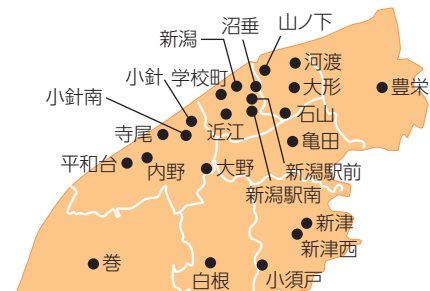 山ノ下
沼垂
新潟
河渡
小針
学校町
大形
豊栄
小針南
石山
寺尾
近江
亀田
平和台
内野
大野
新潟駅前
新潟駅南
新津
新津西
巻
白根
小須戸